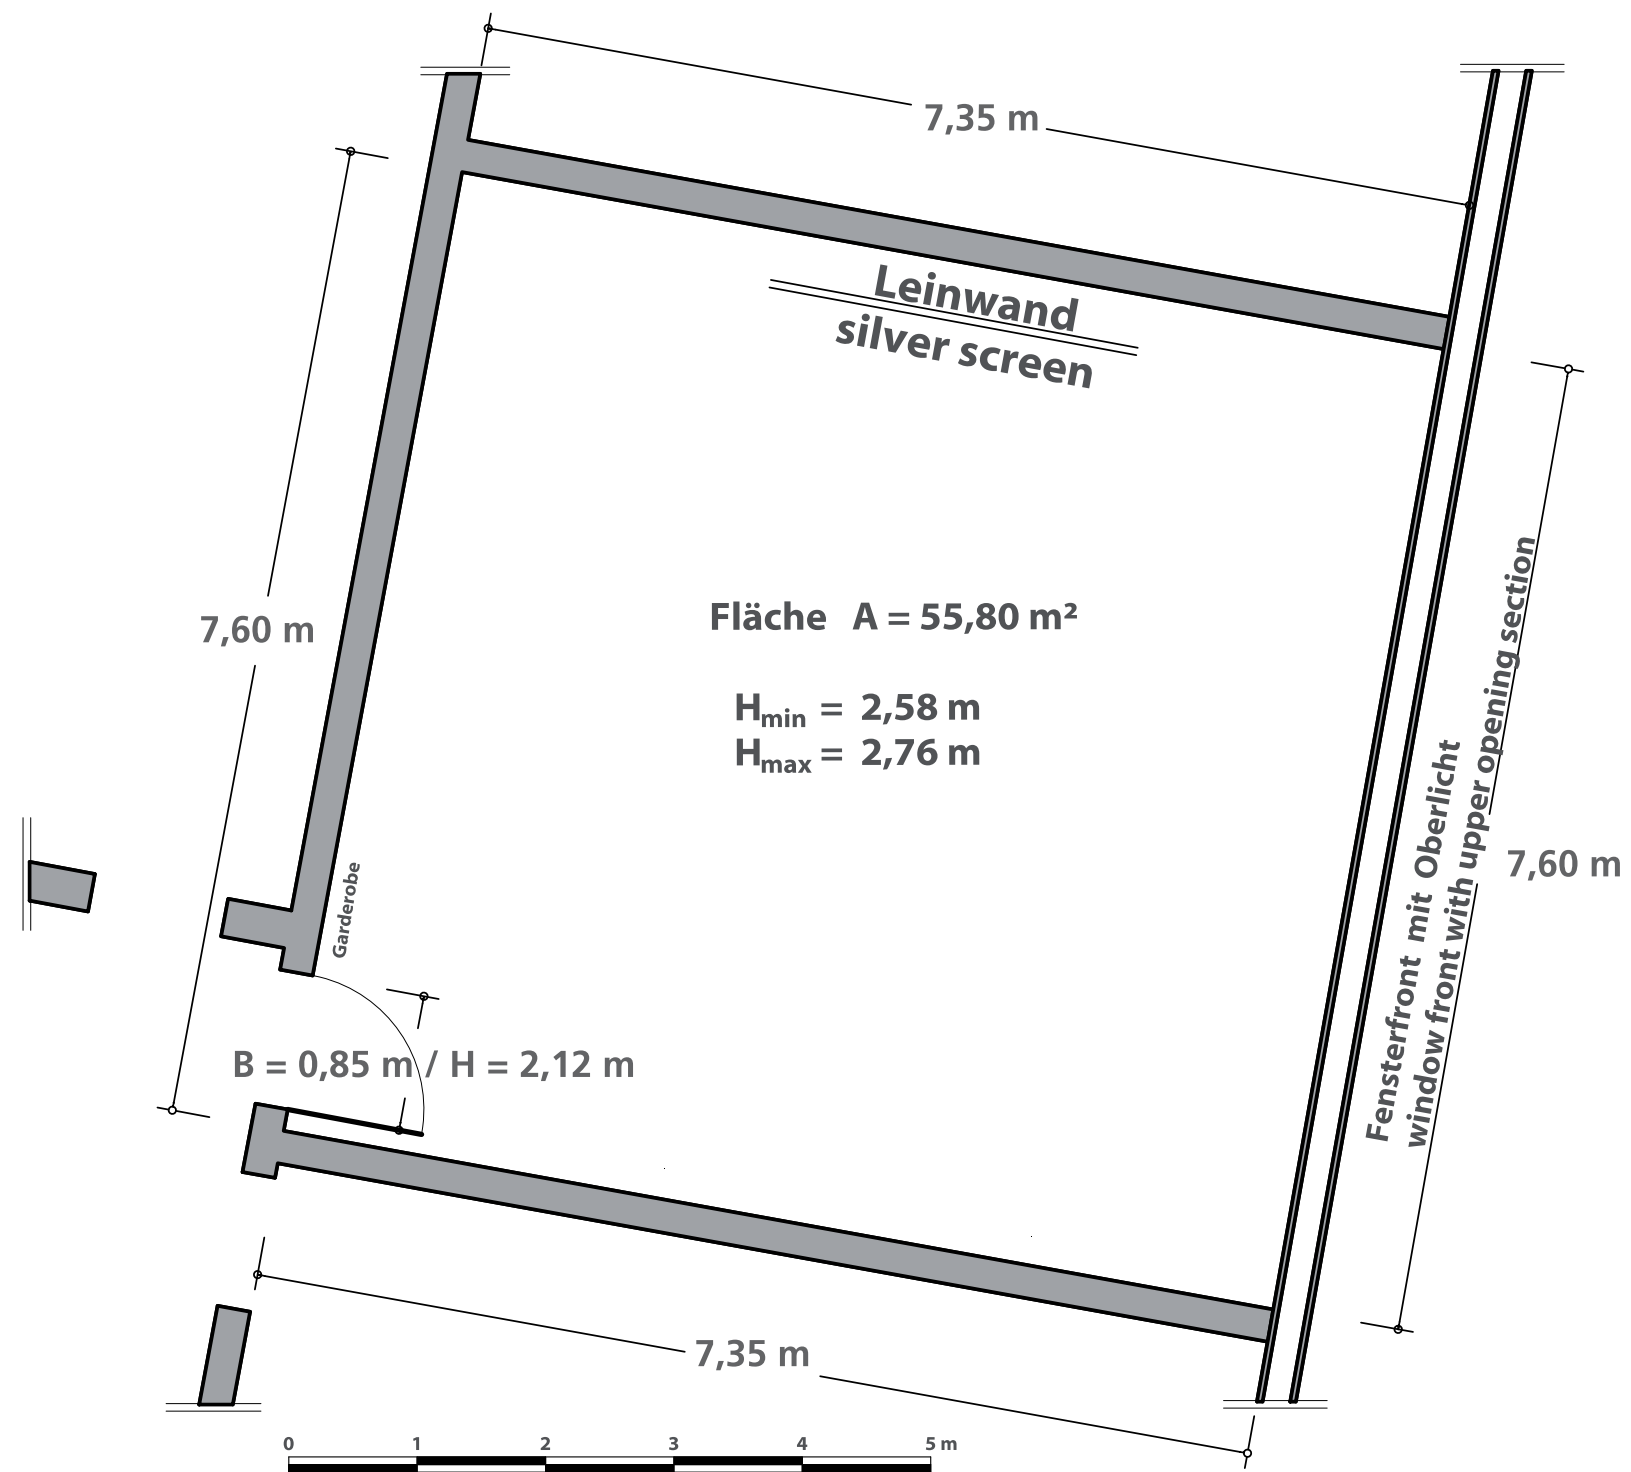 7,35 m
Leinwand
silver screen
7,60 m
Fläche A = 55,80 m²
Hmin = 2,58 m
Hmax = 2,76 m
Garderobe
Fensterfront mit Oberlicht
window front with upper opening section
7,60 m
B = 0,85 m / H = 2,12 m
7,35 m
0 1 2 3 4 5 m